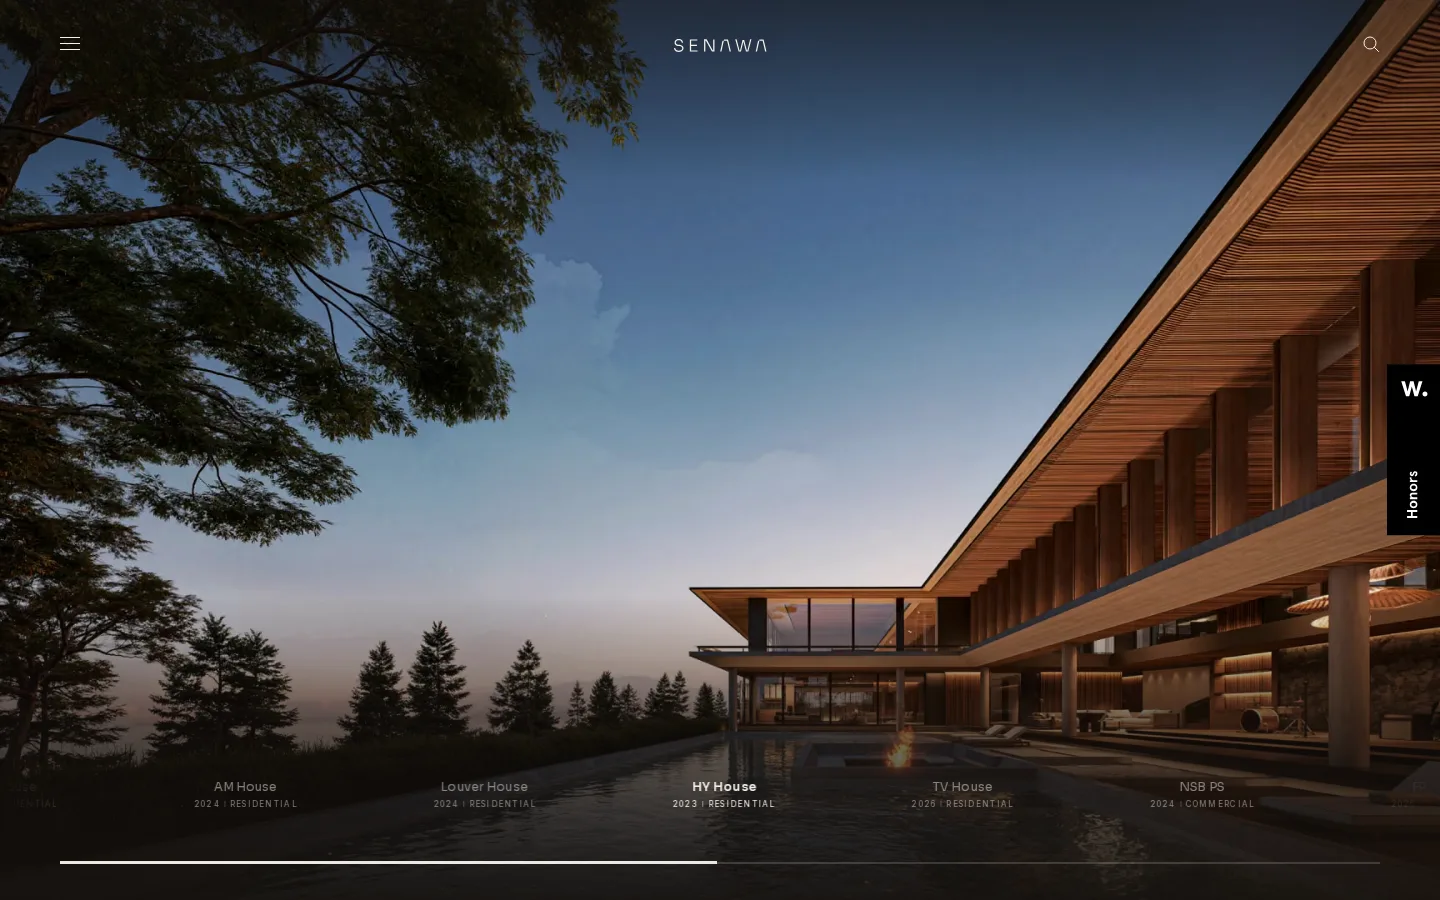 SENAWA
W.
Honors
AM House
2024 | RESIDENTIAL
Louver House
2024 | RESIDENTIAL
HY House
2023 | RESIDENTIAL
TV House
2026 | RESIDENTIAL
NSB PS
2024 | COMMERCIAL